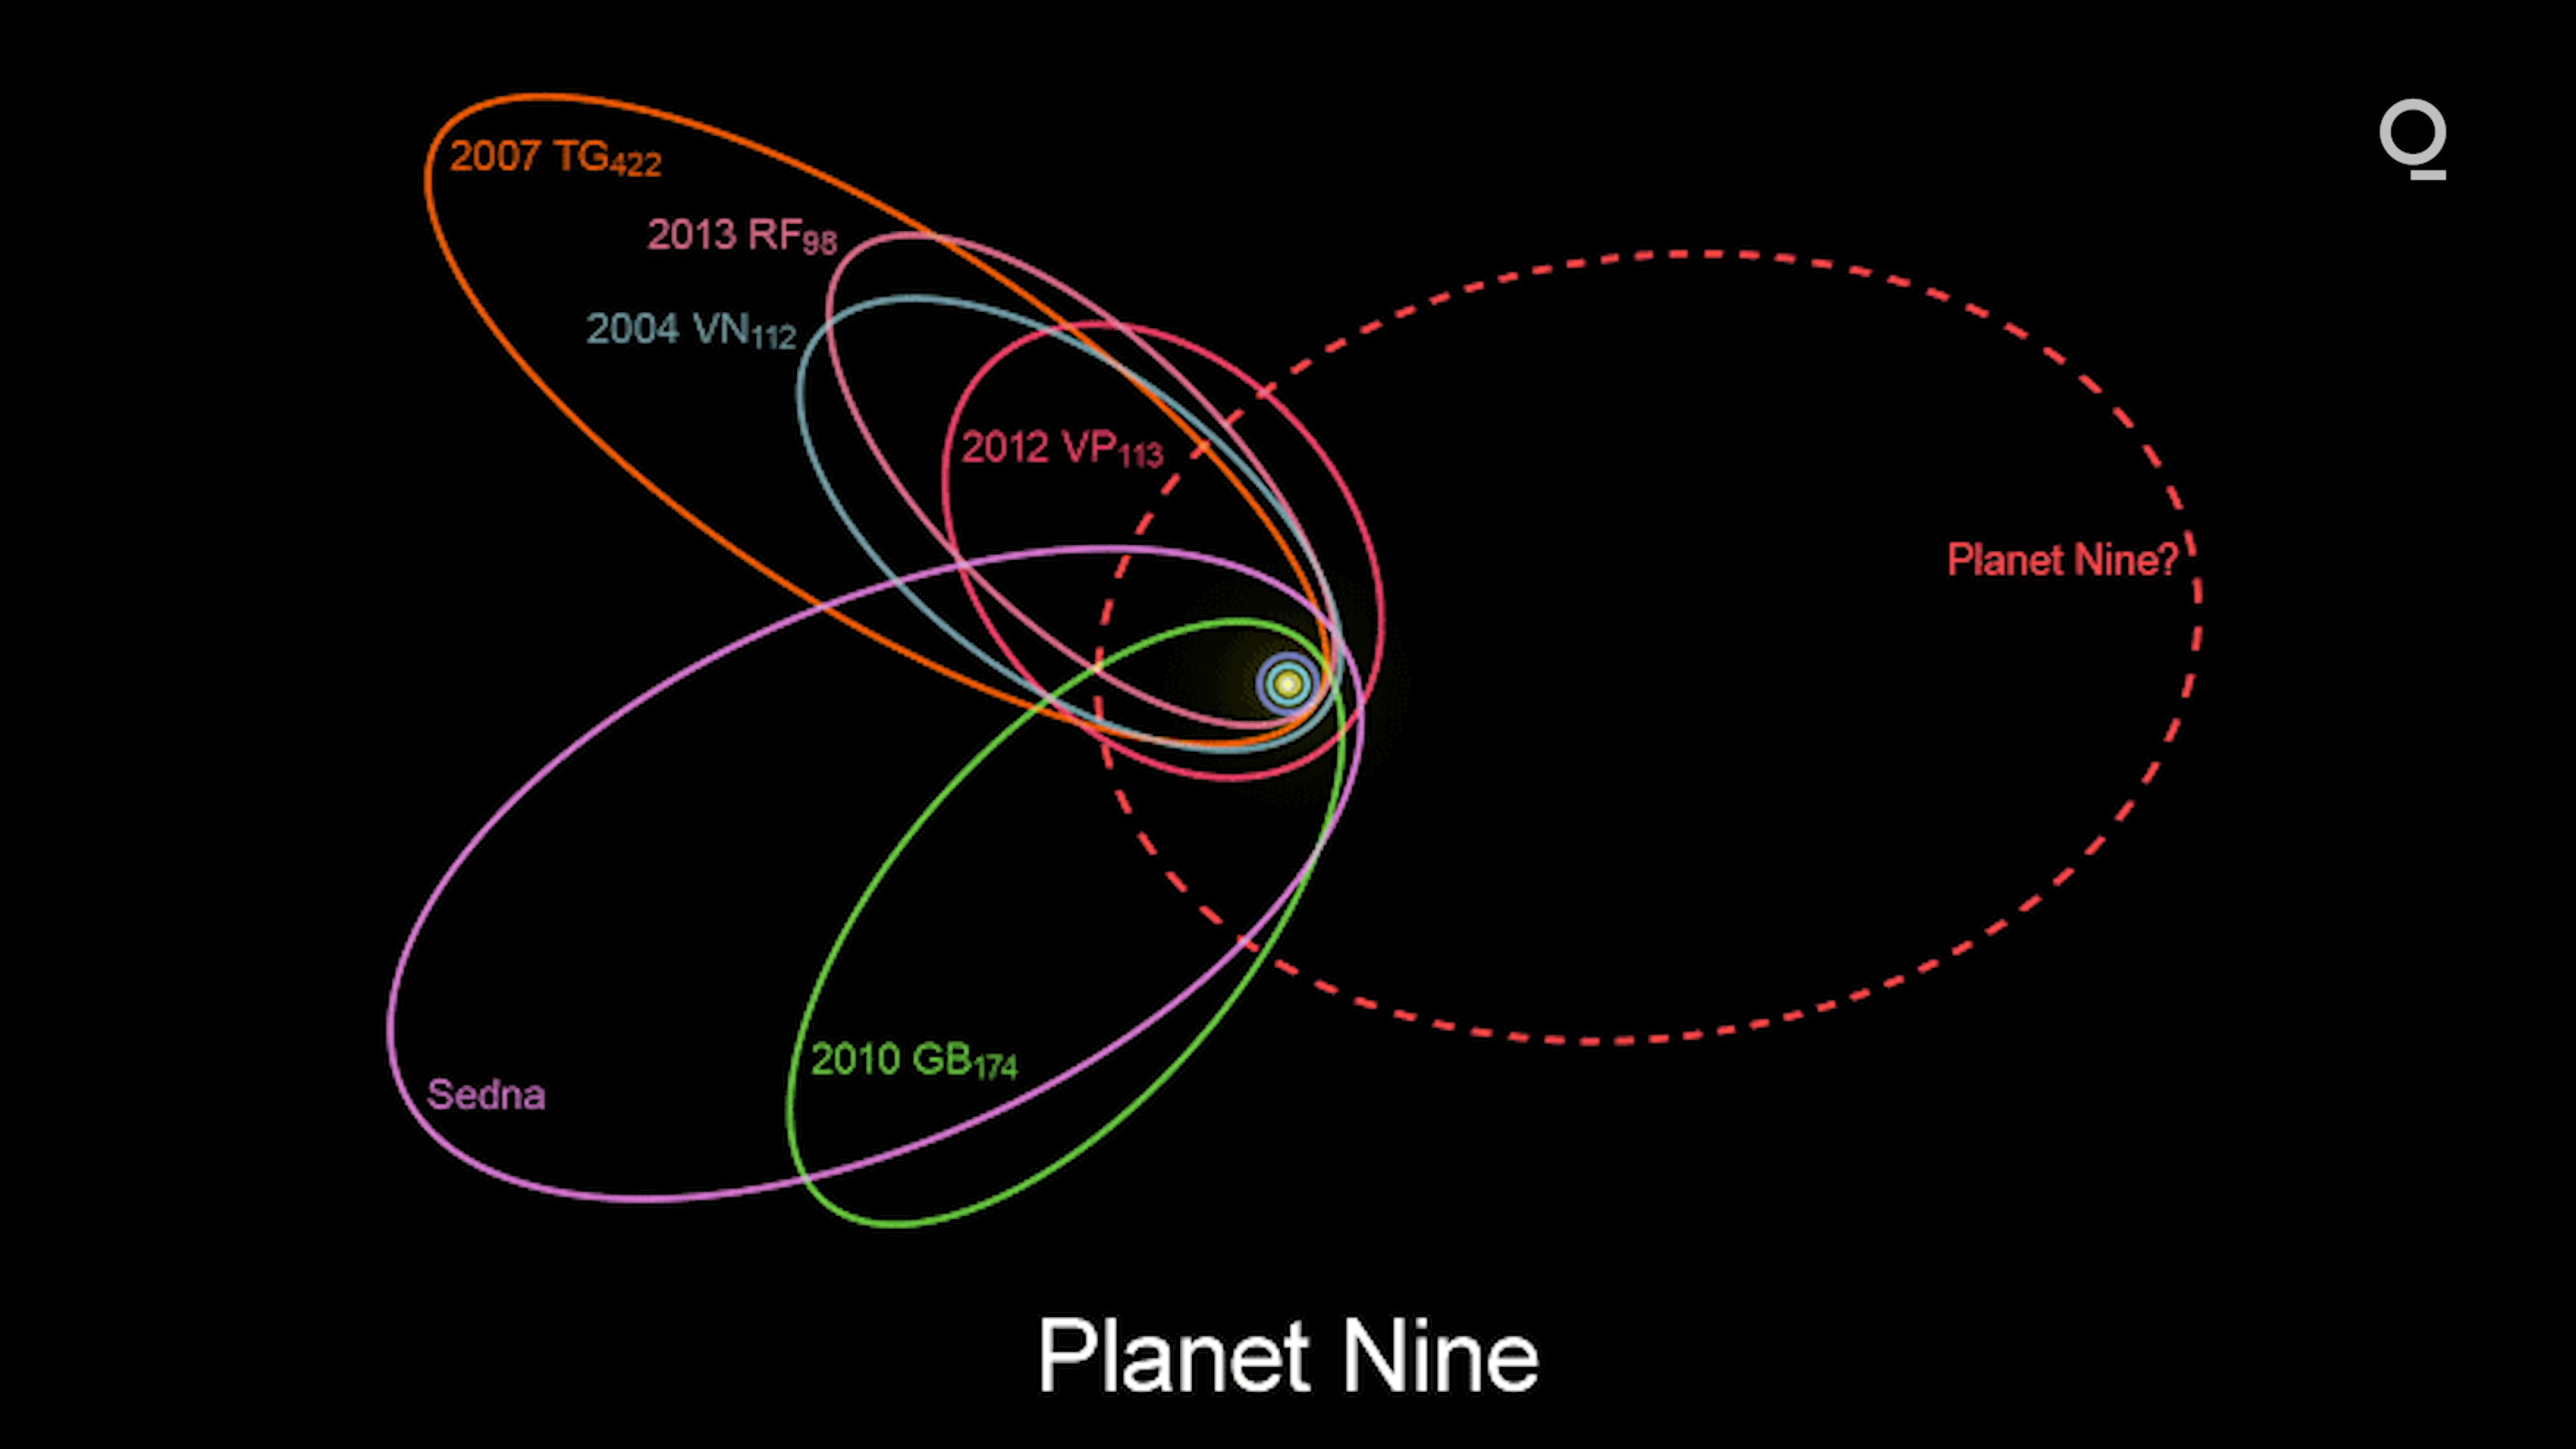 2007 TG422
2013 RF98
2004 VN112
2012 VP113
Planet Nine?
2010 GB174
Sedna
Planet Nine